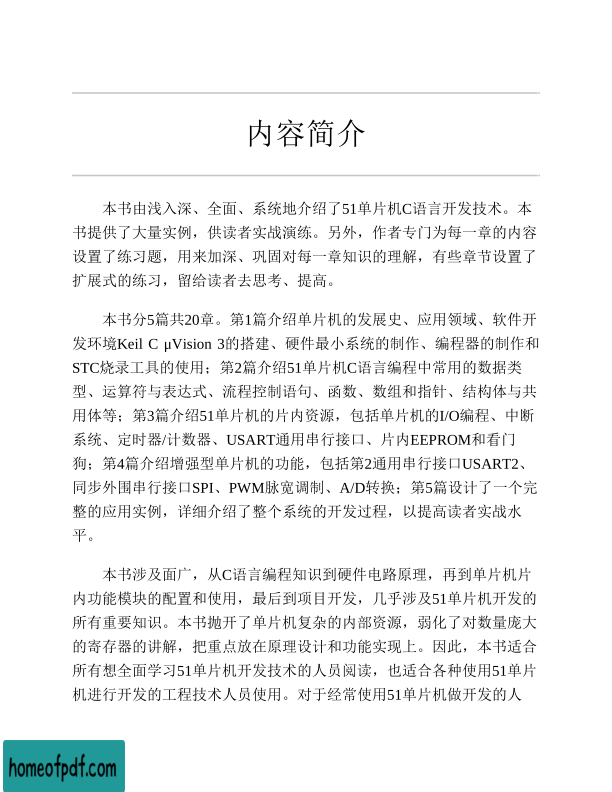 内容简介
本书由浅入深、全面、系统地介绍了51单片机C语言开发技术。本
书提供了大量实例，供读者实战演练。另外，作者专门为每一章的内容
设置了练习题，用来加深、巩固对每一章知识的理解，有些章节设置了
扩展式的练习，留给读者去思考、提高。
本书分5篇共20章。第1篇介绍单片机的发展史、应用领域、软件开
发环境Keil C μVision 3的搭建、硬件最小系统的制作、编程器的制作和
STC烧录工具的使用；第2篇介绍51单片机C语言编程中常用的数据类
型、运算符与表达式、流程控制语句、函数、数组和指针、结构体与共
用体等；第3篇介绍51单片机的片内资源，包括单片机的I/O编程、中断
系统、定时器/计数器、USART通用串行接口、片内EEPROM和看门
狗；第4篇介绍增强型单片机的功能，包括第2通用串行接口USART2、
同步外围串行接口SPI、PWM脉宽调制、A/D转换；第5篇设计了一个完
整的应用实例，详细介绍了整个系统的开发过程，以提高读者实战水
平。
本书涉及面广，从C语言编程知识到硬件电路原理，再到单片机片
内功能模块的配置和使用，最后到项目开发，几乎涉及51单片机开发的
所有重要知识。本书抛开了单片机复杂的内部资源，弱化了对数量庞大
的寄存器的讲解，把重点放在原理设计和功能实现上。因此，本书适合
所有想全面学习51单片机开发技术的人员阅读，也适合各种使用51单片
机进行开发的工程技术人员使用。对于经常使用51单片机做开发的人
homeofpdf.com